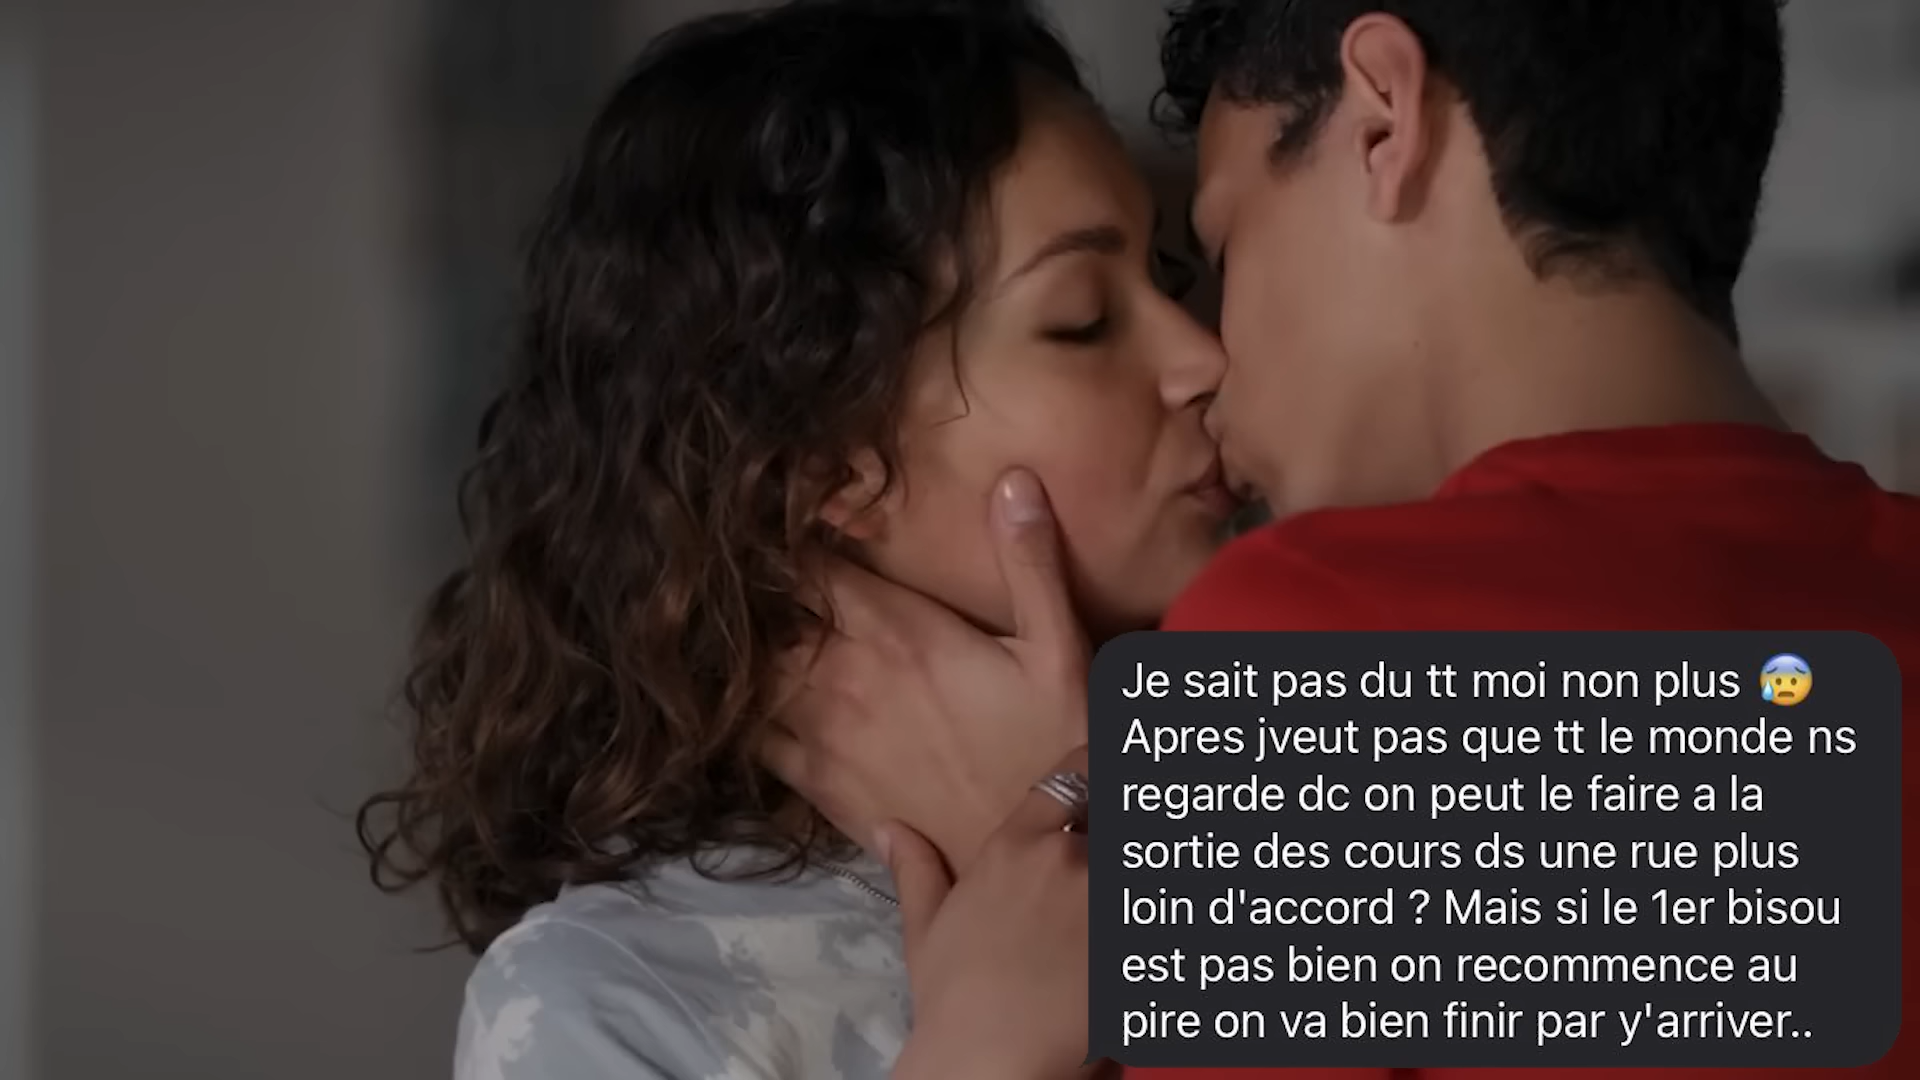 Je sait pas du tt moi non plus 😰
Apres jveut pas que tt le monde ns
regarde dc on peut le faire a la
sortie des cours ds une rue plus
loin d'accord ? Mais si le 1er bisou
est pas bien on recommence au
pire on va bien finir par y'arriver..